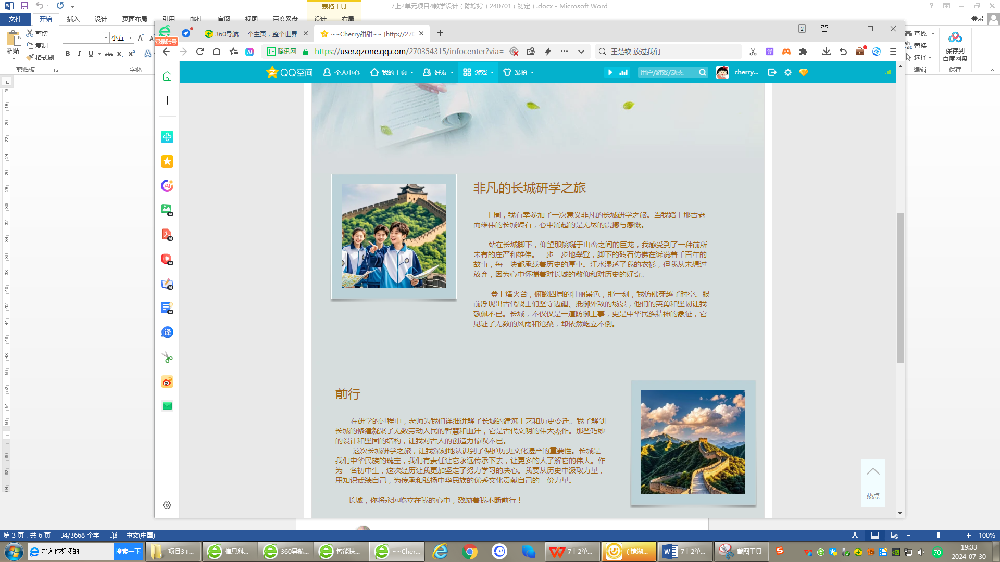 7上2单元项目4教学设计（陈婷婷）240701（初定）.docx - Microsoft Word
表格工具
文件 开始 插入 设计 页面布局 引用 邮件 审阅 视图 百度网盘 设计 布局 登录
粘贴 剪切 复制 格式刷 剪贴板
小五 字体
B I U abc
查找 替换 选择 编辑
保存到 百度网盘 保存
登录账号
360导航_一个主页，整个世界
~~Cherry甜甜~~ [http://270
2
证 腾讯网 https://user.qzone.qq.com/270354315/infocenter?via=
王楚钦 放过我们
QQ空间 个人中心 我的主页 好友 游戏 装扮 用户/游戏/动态 cherry...
非凡的长城研学之旅
上周，我有幸参加了一次意义非凡的长城研学之旅。当我踏上那古老
而雄伟的长城砖石，心中涌起的是无尽的震撼与感慨。
站在长城脚下，仰望那蜿蜒于山峦之间的巨龙，我感受到了一种前所
未有的庄严和雄伟。一步一步地攀登，脚下的砖石仿佛在诉说着千百年的
故事，每一块都承载着历史的厚重。汗水湿透了我的衣衫，但我从未想过
放弃，因为心中怀揣着对长城的敬仰和对历史的好奇。
登上烽火台，俯瞰四周的壮丽景色，那一刻，我仿佛穿越了时空。眼
前浮现出古代战士们坚守边疆、抵御外敌的场景，他们的英勇和坚韧让我
敬佩不已。长城，不仅仅是一道防御工事，更是中华民族精神的象征，它
见证了无数的风雨和沧桑，却依然屹立不倒。
前行
在研学的过程中，老师为我们详细讲解了长城的建筑工艺和历史变迁。我了解到
长城的修建凝聚了无数劳动人民的智慧和血汗，它是古代文明的伟大杰作。那些巧妙
的设计和坚固的结构，让我对古人的创造力惊叹不已。
这次长城研学之旅，让我深刻地认识到了保护历史文化遗产的重要性。长城是
我们中华民族的瑰宝，我们有责任让它永远传承下去，让更多的人了解它的伟大。作
为一名初中生，这次经历让我更加坚定了努力学习的决心。我要从历史中汲取力量，
用知识武装自己，为传承和弘扬中华民族的优秀文化贡献自己的一份力量。
长城，你将永远屹立在我的心中，激励着我不断前行！
热点
第 3 页，共 6 页 34/3668 个字 中文(中国) 100%
输入你想搜的 搜索一下 项目3+... 信息科... 360导航... 智能抹... ~~Cher... 7上2单... （镜湖... 7上2单... 截图工具 70
19:33
2024-07-30